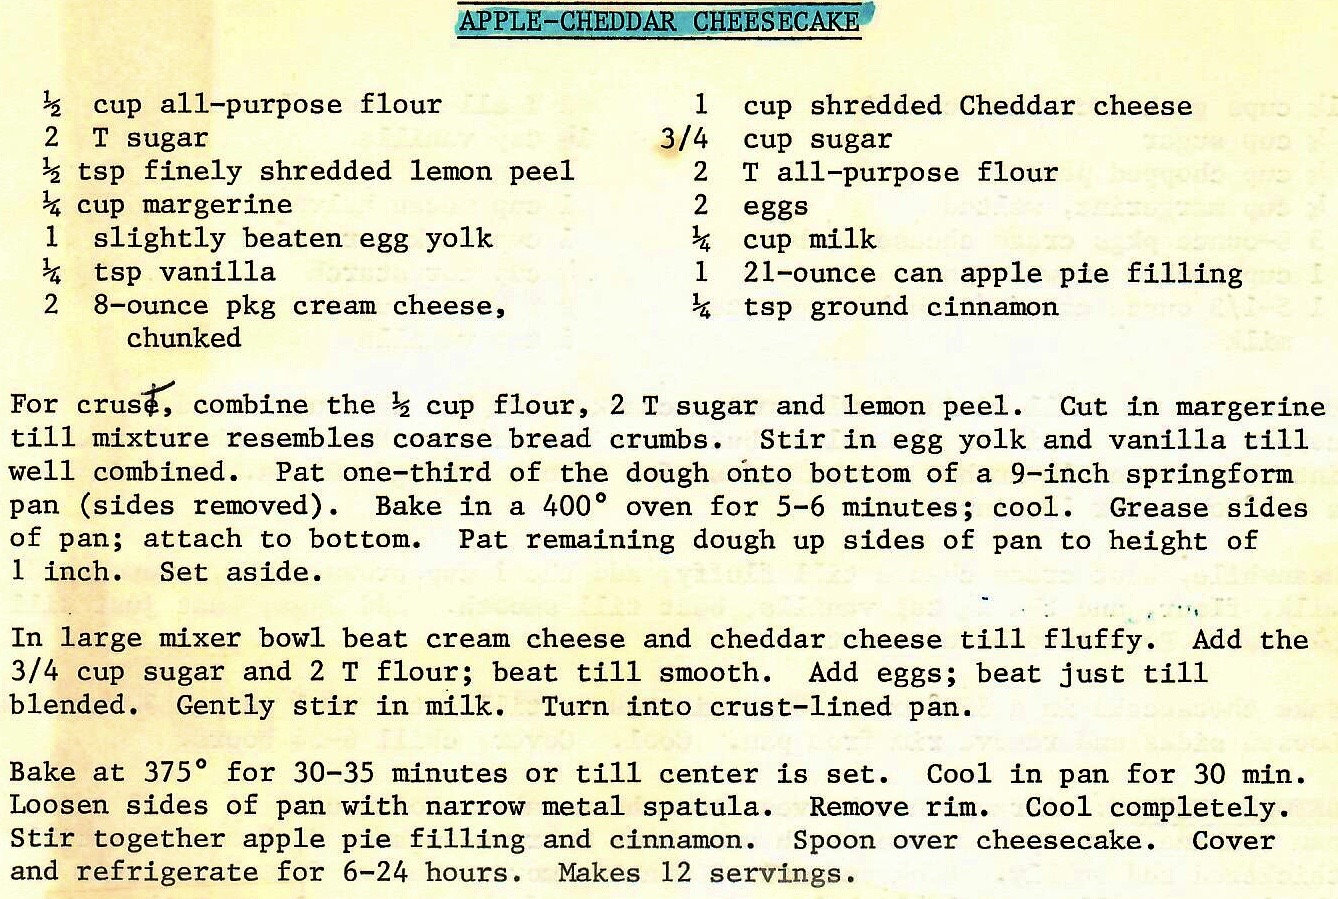 APPLE-CHEDDAR CHEESECAKE
½ cup all-purpose flour
2 T sugar
½ tsp finely shredded lemon peel
¼ cup margerine
1 slightly beaten egg yolk
¼ tsp vanilla
2 8-ounce pkg cream cheese,
chunked
1 cup shredded Cheddar cheese
3/4 cup sugar
2 T all-purpose flour
2 eggs
¼ cup milk
1 21-ounce can apple pie filling
¼ tsp ground cinnamon
For crust, combine the ½ cup flour, 2 T sugar and lemon peel. Cut in margerine
till mixture resembles coarse bread crumbs. Stir in egg yolk and vanilla till
well combined. Pat one-third of the dough onto bottom of a 9-inch springform
pan (sides removed). Bake in a 400° oven for 5-6 minutes; cool. Grease sides
of pan; attach to bottom. Pat remaining dough up sides of pan to height of
1 inch. Set aside.
In large mixer bowl beat cream cheese and cheddar cheese till fluffy. Add the
3/4 cup sugar and 2 T flour; beat till smooth. Add eggs; beat just till
blended. Gently stir in milk. Turn into crust-lined pan.
Bake at 375° for 30-35 minutes or till center is set. Cool in pan for 30 min.
Loosen sides of pan with narrow metal spatula. Remove rim. Cool completely.
Stir together apple pie filling and cinnamon. Spoon over cheesecake. Cover
and refrigerate for 6-24 hours. Makes 12 servings.